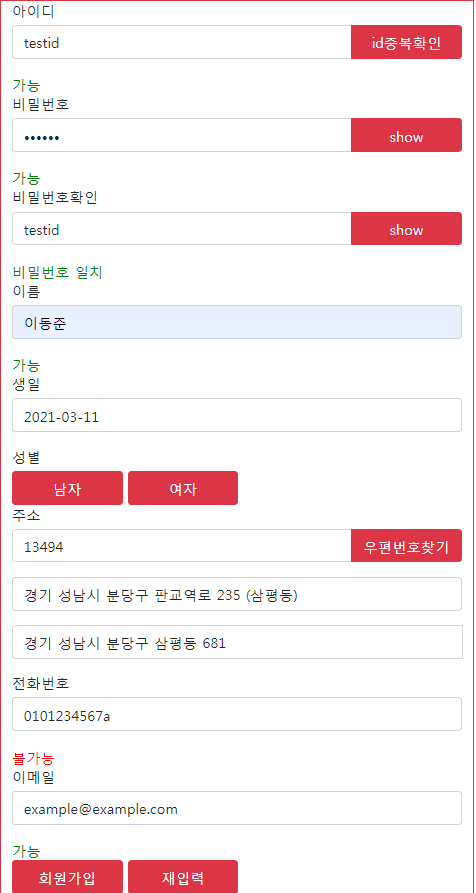 아이디
testid id중복확인
가능
비밀번호
•••••• show
가능
비밀번호확인
testid show
비밀번호 일치
이름
이동준
가능
생일
2021-03-11
성별
남자 여자
주소
13494 우편번호찾기
경기 성남시 분당구 판교역로 235 (삼평동)
경기 성남시 분당구 삼평동 681
전화번호
0101234567a
불가능
이메일
example@example.com
가능
회원가입 재입력